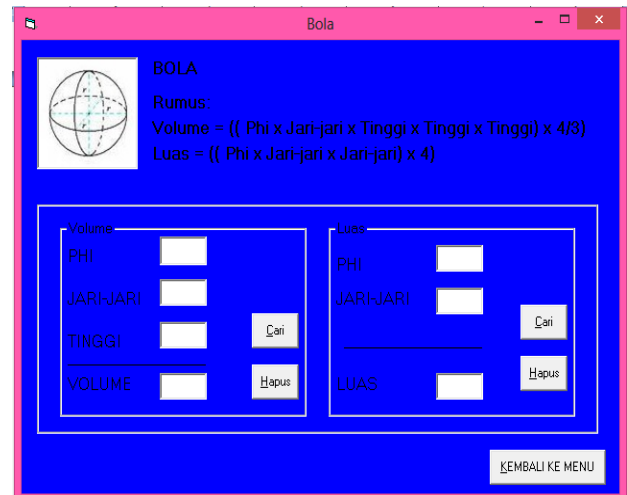 Bola
BOLA
Rumus:
Volume = (( Phi x Jari-jari x Tinggi x Tinggi x Tinggi) x 4/3)
Luas = (( Phi x Jari-jari x Jari-jari) x 4)
Volume
PHI
JARI-JARI
TINGGI
VOLUME
Cari
Hapus
Luas
PHI
JARI-JARI
LUAS
Cari
Hapus
KEMBALI KE MENU